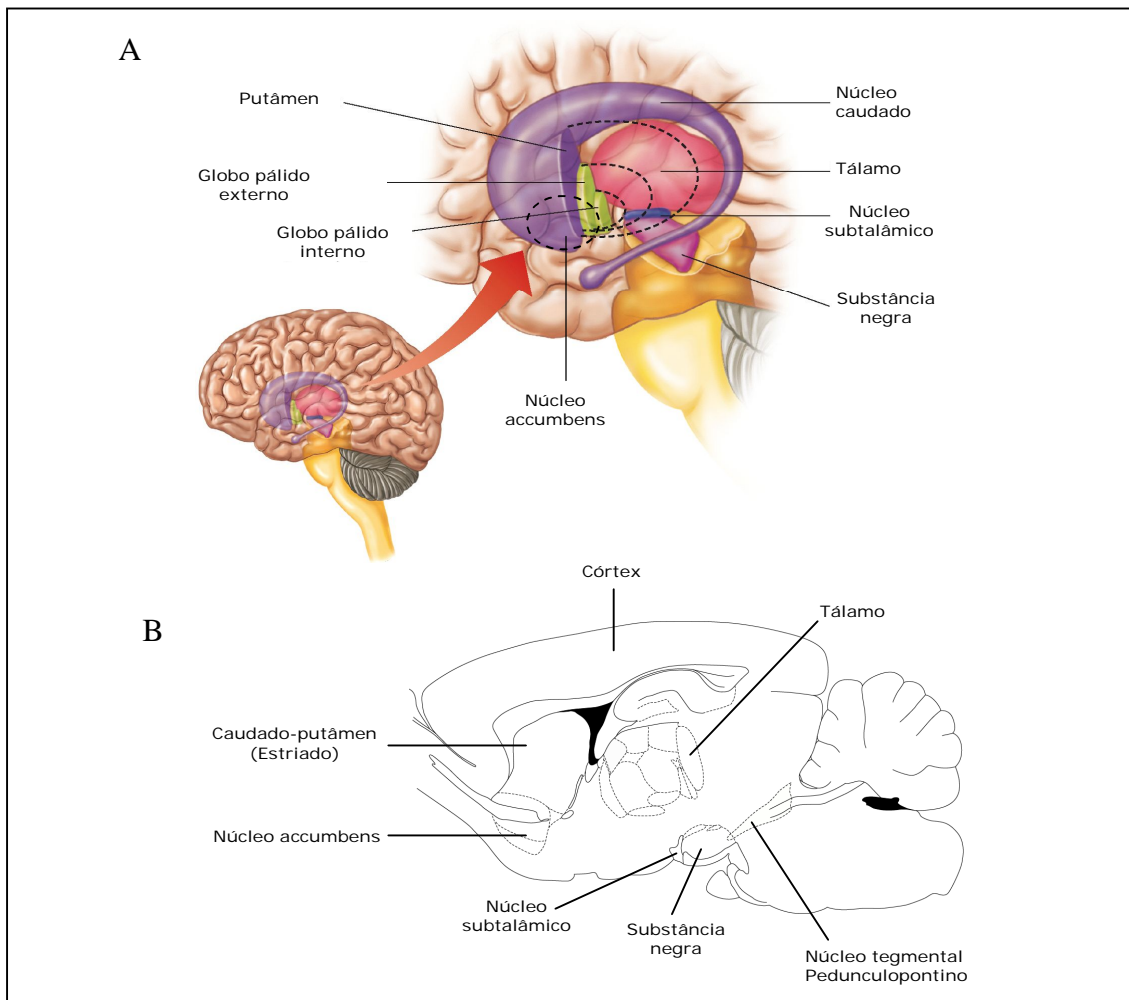 A
Putâmen
Núcleo
caudado
Globo pálido
externo
Tálamo
Globo pálido
interno
Núcleo
subtalâmico
Substância
negra
Núcleo
accumbens
Córtex
B
Tálamo
Caudado-putâmen
(Estriado)
Núcleo accumbens
Núcleo
subtalâmico
Substância
negra
Núcleo tegmental
Pedunculopontino